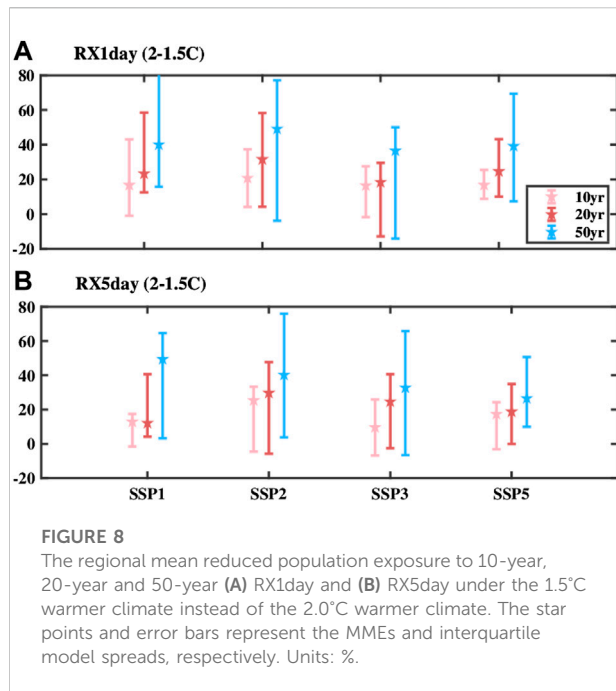 A RX1day (2-1.5C)
80
60
40
20
0
-20
10yr
20yr
50yr
B RX5day (2-1.5C)
80
60
40
20
0
-20
SSP1 SSP2 SSP3 SSP5
FIGURE 8
The regional mean reduced population exposure to 10-year,
20-year and 50-year (A) RX1day and (B) RX5day under the 1.5°C
warmer climate instead of the 2.0°C warmer climate. The star
points and error bars represent the MMEs and interquartile
model spreads, respectively. Units: %.